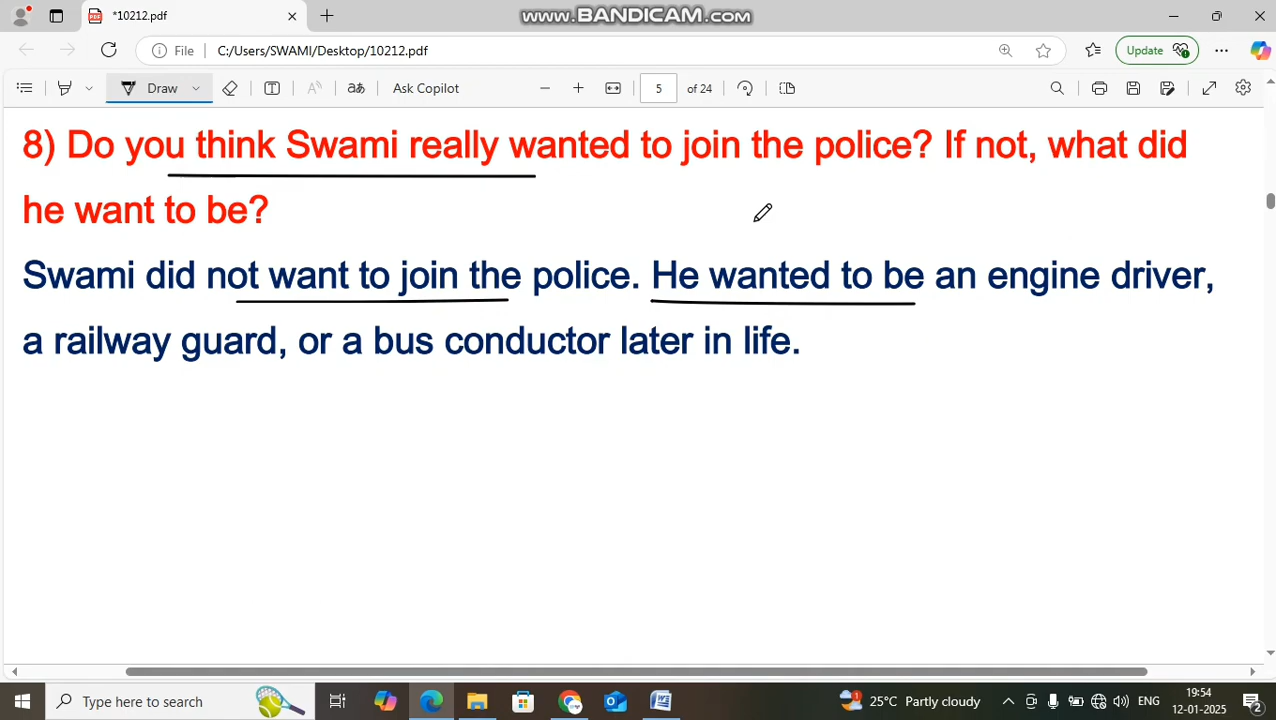 *10212.pdf
www.BANDICAM.com
File C:/Users/SWAMI/Desktop/10212.pdf Update
Draw Ask Copilot 5 of 24
8) Do you think Swami really wanted to join the police? If not, what did
he want to be?
Swami did not want to join the police. He wanted to be an engine driver,
a railway guard, or a bus conductor later in life.
Type here to search 25°C Partly cloudy ENG 19:54
12-01-2025 2